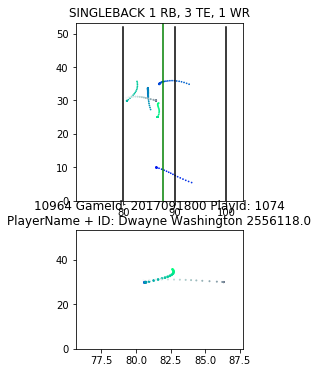 SINGLEBACK 1 RB, 3 TE, 1 WR
50
40
30
20
10
0
80 90 100
10964 GameId: 2017091800 PlayId: 1074
PlayerName + ID: Dwayne Washington 2556118.0
40
20
0
77.5 80.0 82.5 85.0 87.5